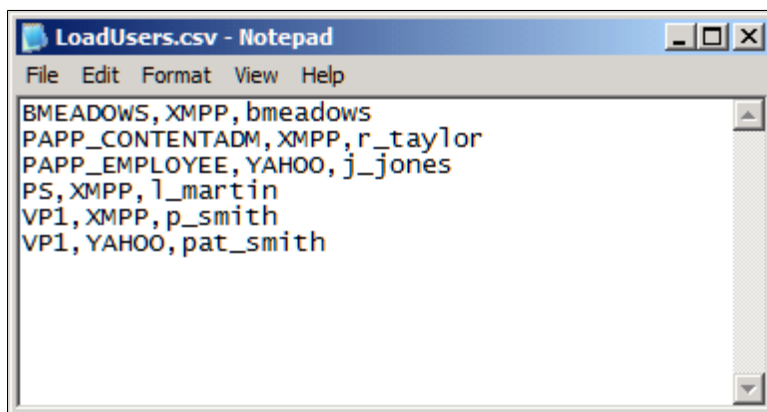 LoadUsers.csv - Notepad
File Edit Format View Help
BMEADOWS,XMPP,bmeadows
PAPP_CONTENTADM,XMPP,r_taylor
PAPP_EMPLOYEE,YAHOO,j_jones
PS,XMPP,l_martin
VP1,XMPP,p_smith
VP1,YAHOO,pat_smith